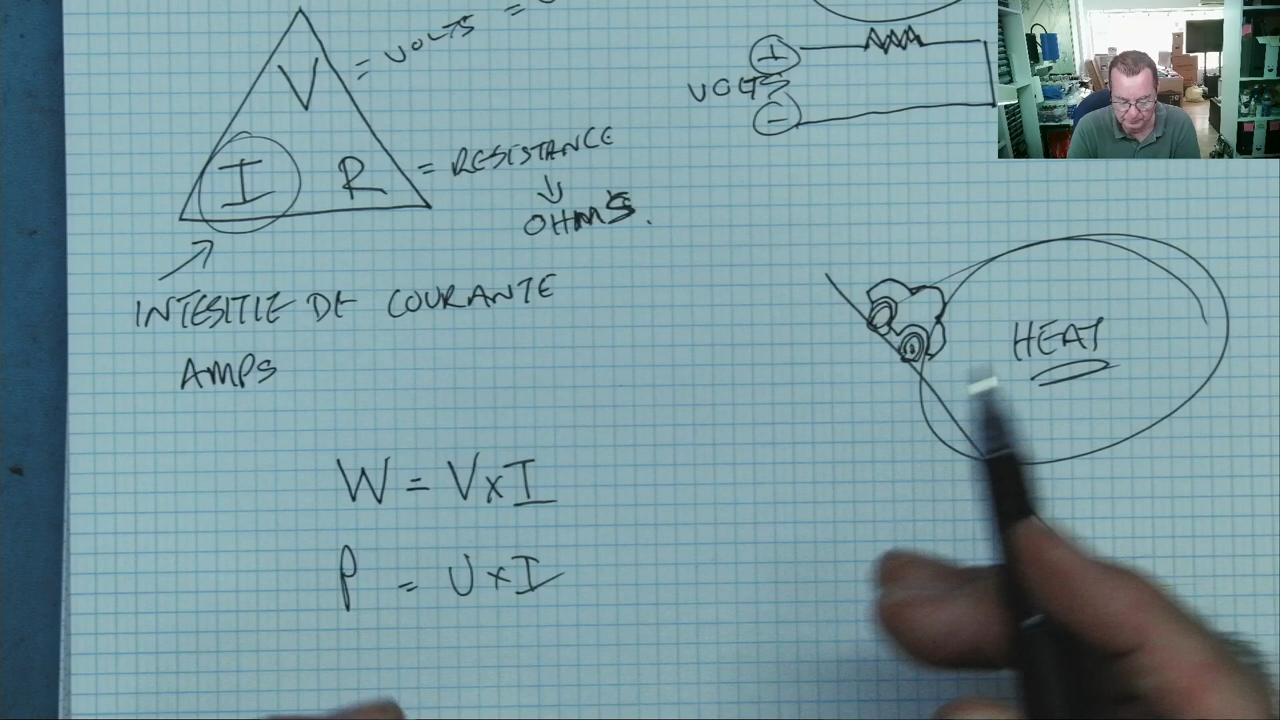 V = VOLTS =
I R = RESISTANCE
OHMS.
INTESITIE DE COURANTE
AMPS
W = V x I
P = U x I
+
VOLTS
-
HEAT